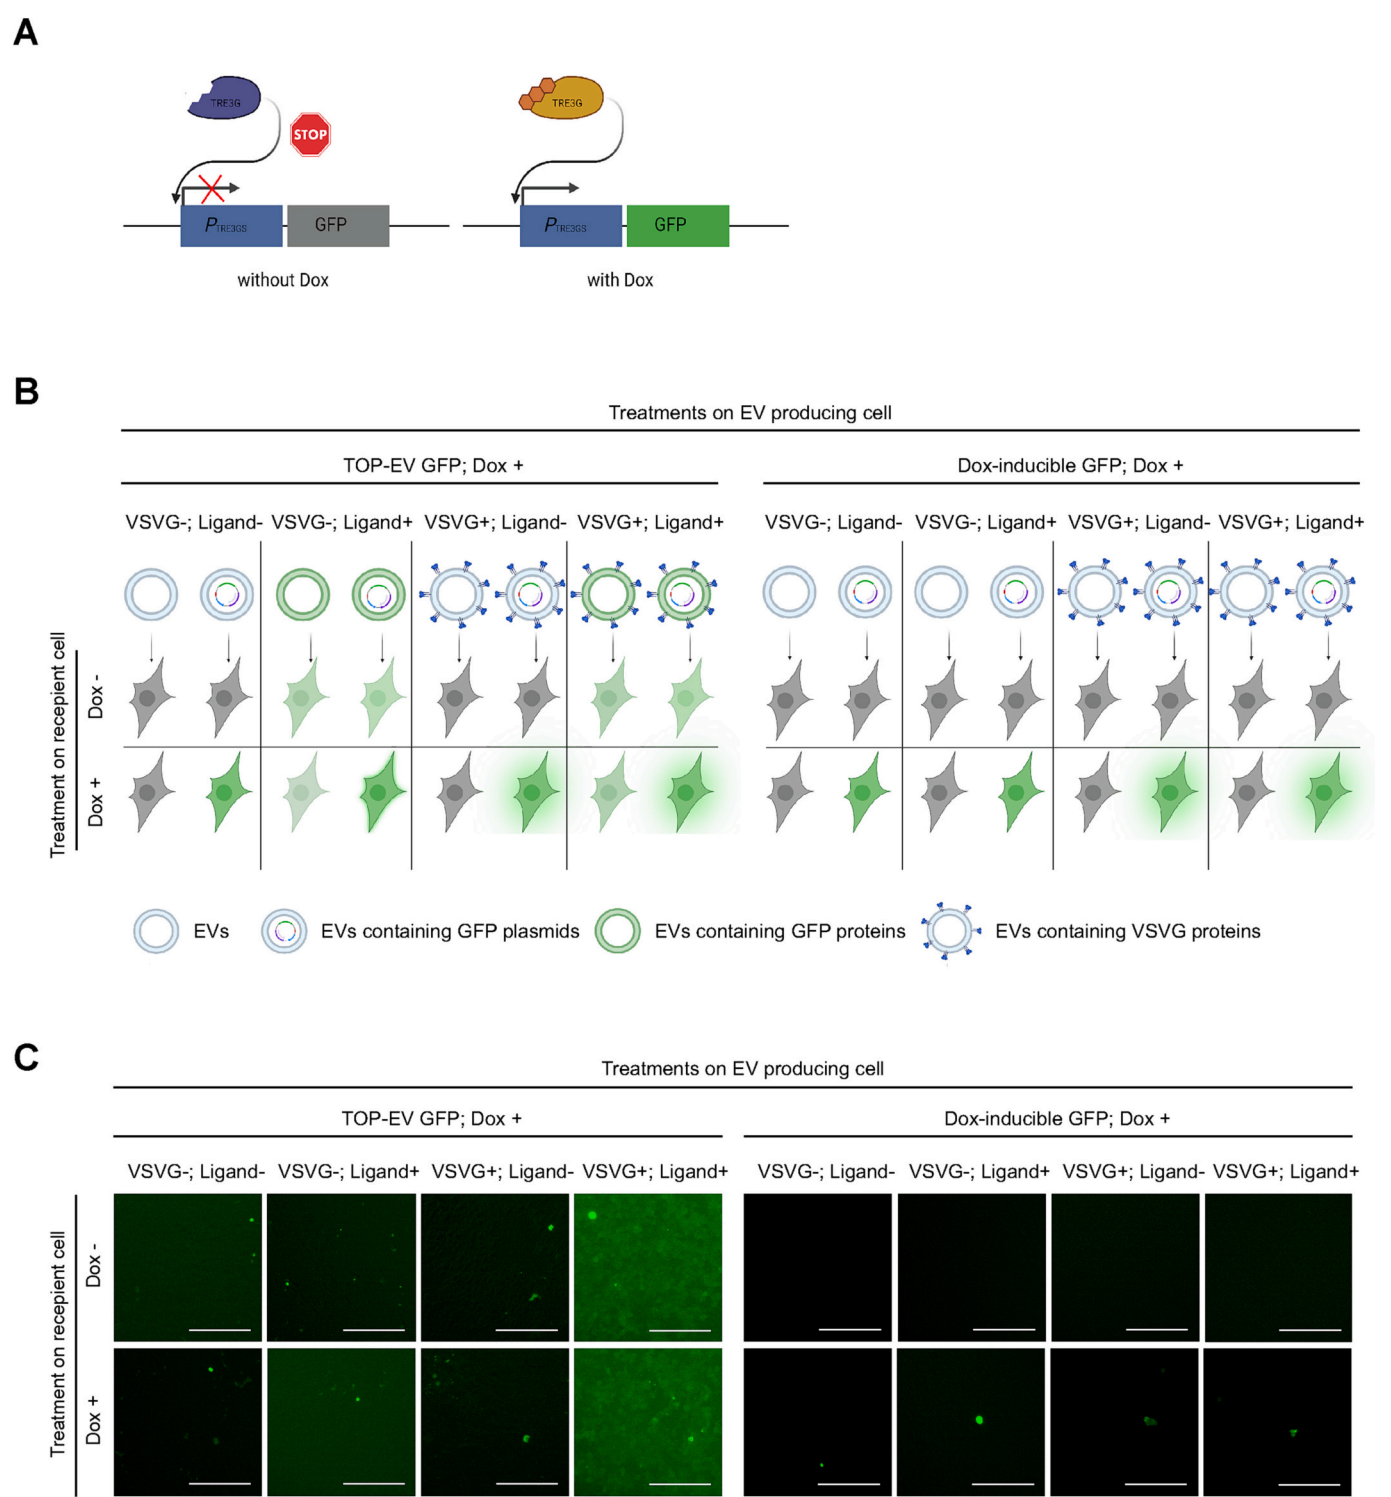 A
TRE3G
STOP
TRE3G
PTRE3GS
GFP
PTRE3GS
GFP
without Dox
with Dox
B
Treatments on EV producing cell
TOP-EV GFP; Dox +
Dox-inducible GFP; Dox +
VSVG-; Ligand- VSVG-; Ligand+ VSVG+; Ligand- VSVG+; Ligand+
VSVG-; Ligand- VSVG-; Ligand+ VSVG+; Ligand- VSVG+; Ligand+
Treatment on recepient cell
Dox -
Dox +
EVs
EVs containing GFP plasmids
EVs containing GFP proteins
EVs containing VSVG proteins
C
Treatments on EV producing cell
TOP-EV GFP; Dox +
Dox-inducible GFP; Dox +
VSVG-; Ligand- VSVG-; Ligand+ VSVG+; Ligand- VSVG+; Ligand+
VSVG-; Ligand- VSVG-; Ligand+ VSVG+; Ligand- VSVG+; Ligand+
Treatment on recepient cell
Dox -
Dox +